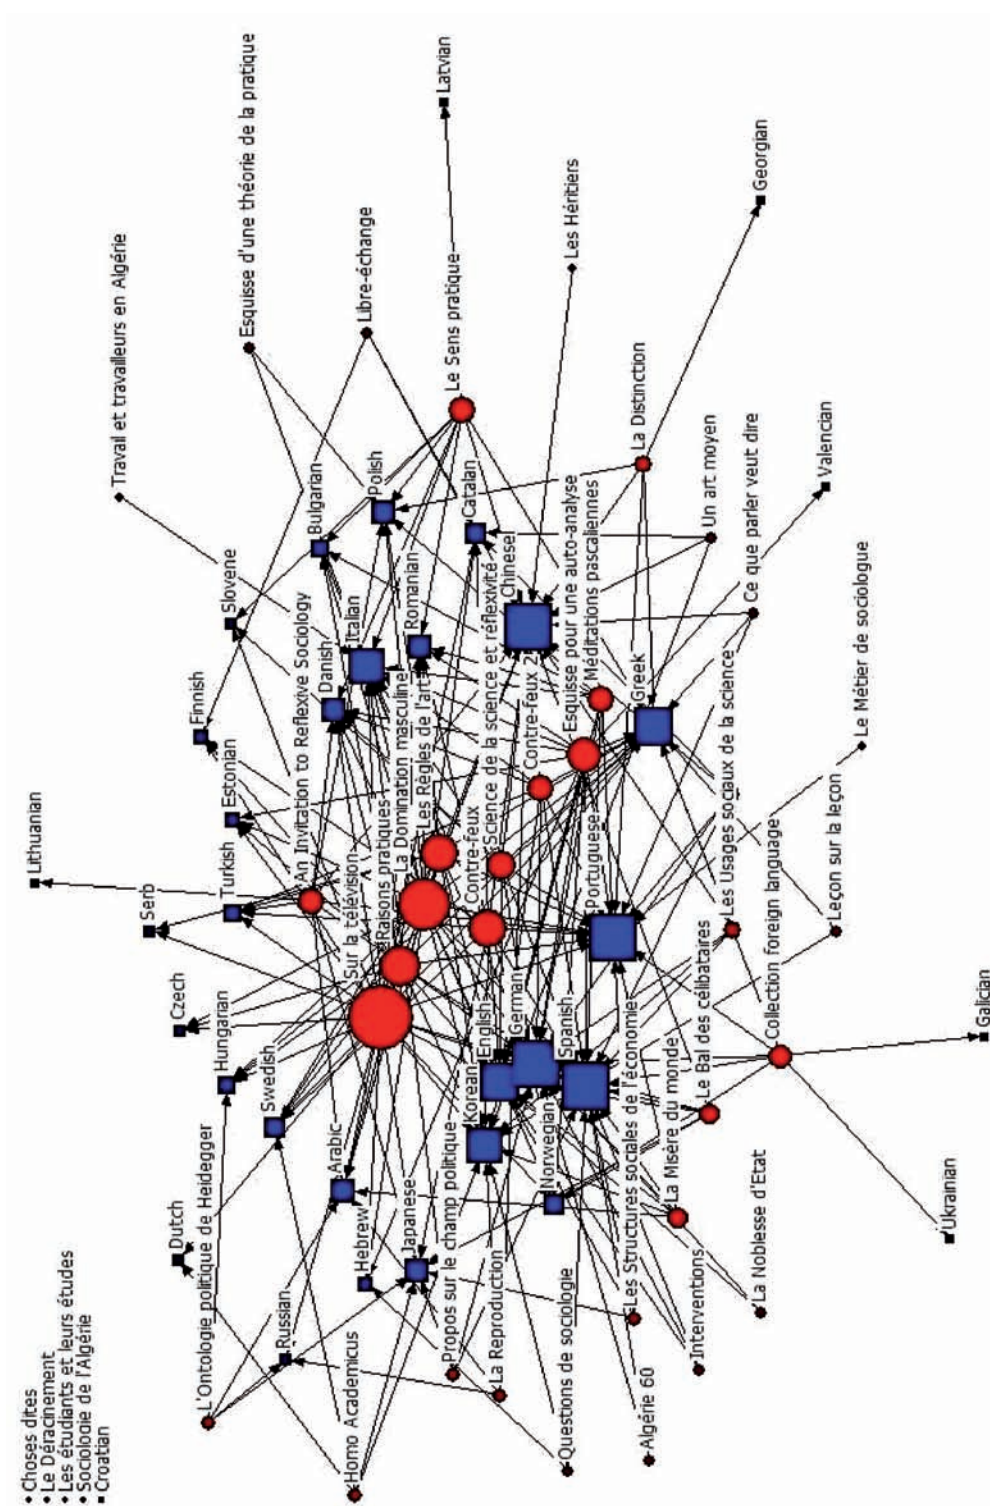 Choses dites
Le Déracinement
Les étudiants et leurs études
Sociologie de l'Algérie
Croatian
Lithuanian
Travail et travailleurs en Algérie
Serb
Czech
Dutch
Finnish
Slovene
Esquisse d'une théorie de la pratique
L'Ontologie politique de Heidegger
Hungarian
Turkish
Estonian
Swedish
Russian
An Invitation to Reflexive Sociology
Danish
Bulgarian
Libre-échange
Arabic
Sur la télévision
Italian
Polish
Homo Academicus
Hebrew
Raisons pratiques
La Domination masculine
Japanese
Les Règles de l'art
Romanian
Latvian
Propos sur le champ politique
Korean
Contre-feux
Catalan
Le Sens pratique
La Reproduction
English
Science de la science et réflexivité
Chinesel
German
Contre-feux 2
Norwegian
Spanish
Esquisse pour une auto-analyse
Les Héritiers
Questions de sociologie
Portuguese
Méditations pascaliennes
Les Structures sociales de l'économie
Greek
La Distinction
Algérie 60
La Misère du monde
Interventions
Le Bal des célibataires
Les Usages sociaux de la science
Un art moyen
La Noblesse d'Etat
Collection foreign language
Ce que parler veut dire
Georgian
Leçon sur la leçon
Valencian
Le Métier de sociologue
Ukrainian
Galician